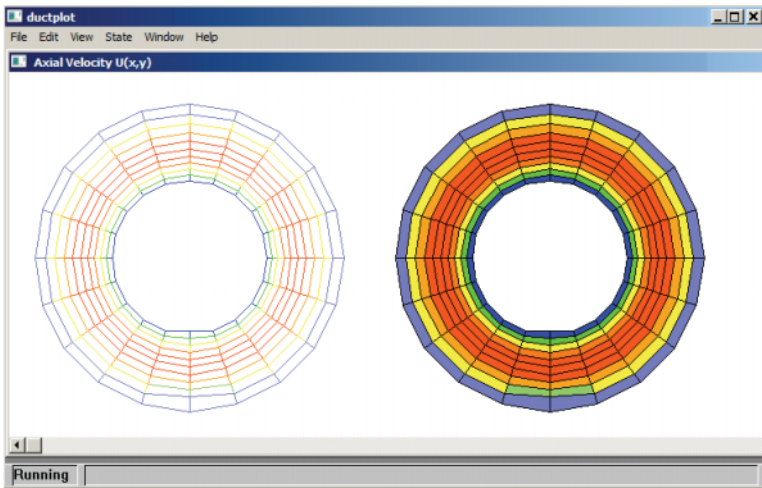 ductplot
File Edit View State Window Help
Axial Velocity U(x,y)
Running